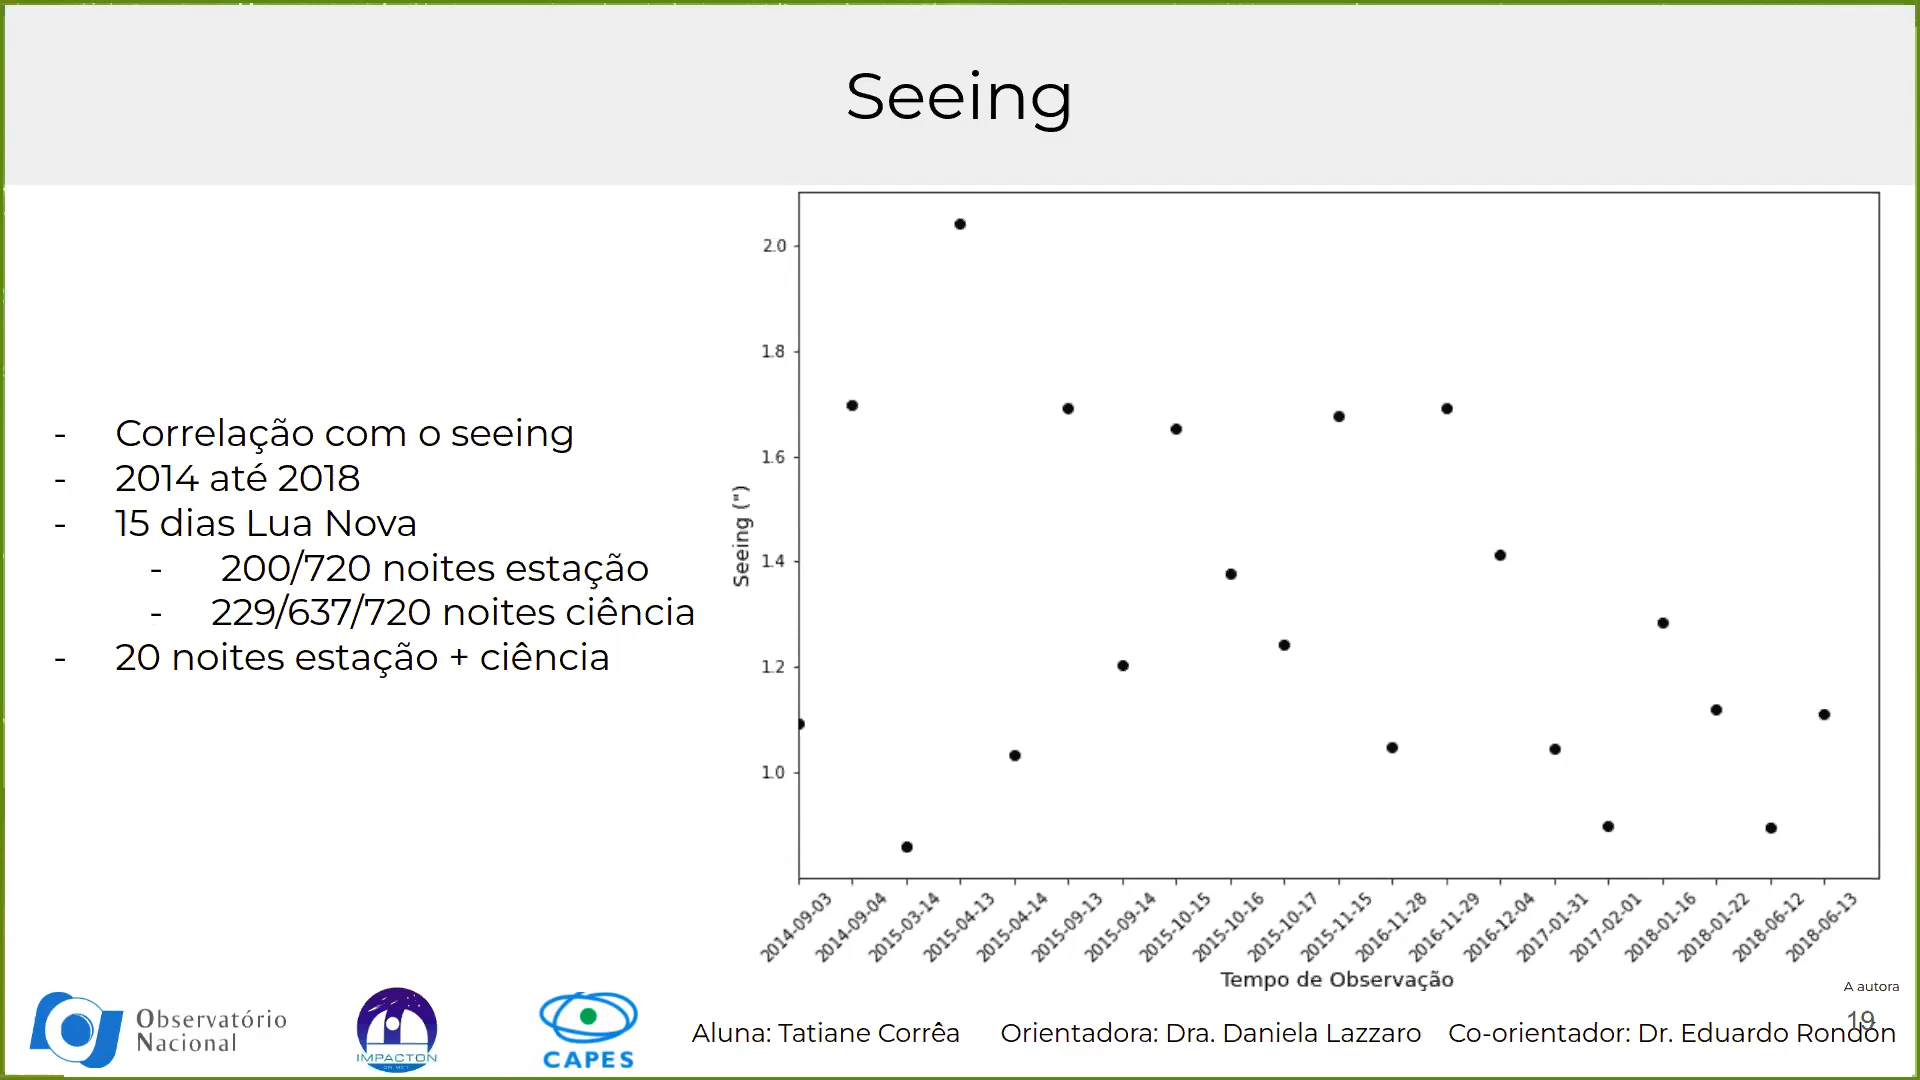 Seeing
- Correlação com o seeing
- 2014 até 2018
- 15 dias Lua Nova
- 200/720 noites estação
- 229/637/720 noites ciência
- 20 noites estação + ciência
Seeing (")
2.0
1.8
1.6
1.4
1.2
1.0
2014-09-03
2014-09-04
2015-03-14
2015-04-13
2015-04-14
2015-09-13
2015-09-14
2015-10-15
2015-10-16
2015-10-17
2015-11-15
2016-11-28
2016-11-29
2016-12-04
2017-01-31
2017-02-01
2018-01-16
2018-01-22
2018-06-12
2018-06-13
Tempo de Observação
A autora
Observatório
Nacional
IMPACTON
CAPES
Aluna: Tatiane Corrêa
Orientadora: Dra. Daniela Lazzaro
Co-orientador: Dr. Eduardo Rondón
19